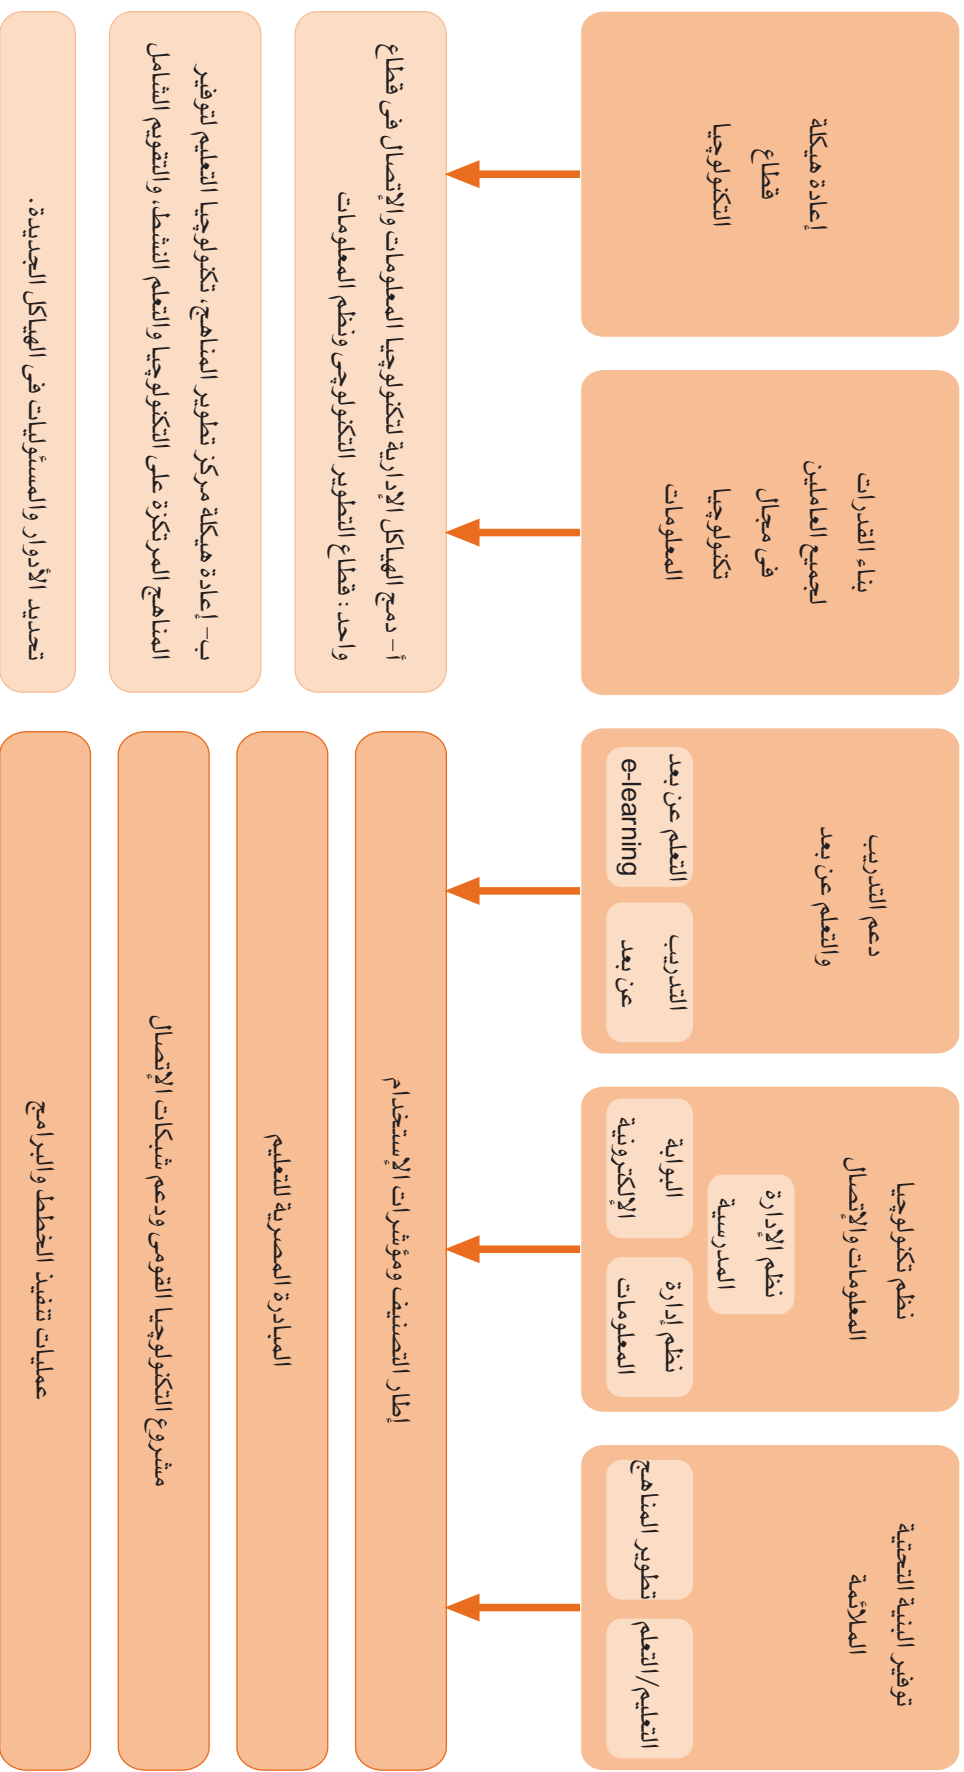 توفير البنية التحتية
الملائمة
التعليم/التعلم
تطوير المناهج
نظم تكنولوجيا
المعلومات والإتصال
نظم الإدارة
المدرسية
نظم إدارة
المعلومات
البوابة
الإلكترونية
دعم التدريب
والتعلم عن بعد
التدريب
عن بعد
التعلم عن بعد
e-learning
بناء القدرات
لجميع العاملين
فى مجال
تكنولوجيا
المعلومات
إعادة هيكلة
قطاع
التكنولوجيا
إطار التصنيف ومؤشرات الإستخدام
المبادرة المصرية للتعليم
مشروع التكنولوجيا القومى ودعم شبكات الإتصال
عمليات تنفيذ الخطط والبرامج
أ- دمج الهياكل الإدارية لتكنولوجيا المعلومات والإتصال فى قطاع
واحد: قطاع التطوير التكنولوجى ونظم المعلومات
ب- إعادة هيكلة مركز تطوير المناهج، تكنولوجيا التعليم لتوفير
المناهج المرتكزة على التكنولوجيا والتعلم النشط، والتقويم الشامل
تحديد الأدوار والمسئوليات فى الهياكل الجديدة.